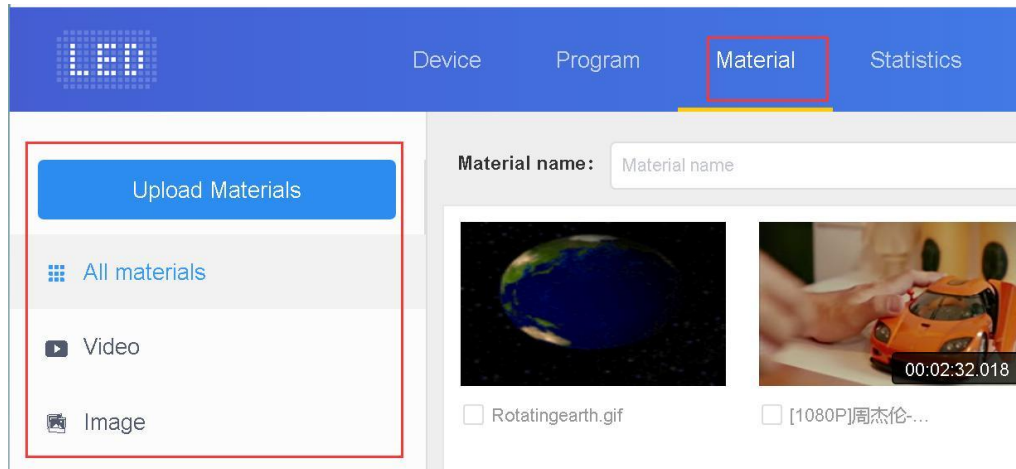 LED
Device Program Material Statistics
Upload Materials
All materials
Video
Image
Material name:
Material name
00:02:32.018
Rotatingearth.gif
[1080P]周杰伦-...